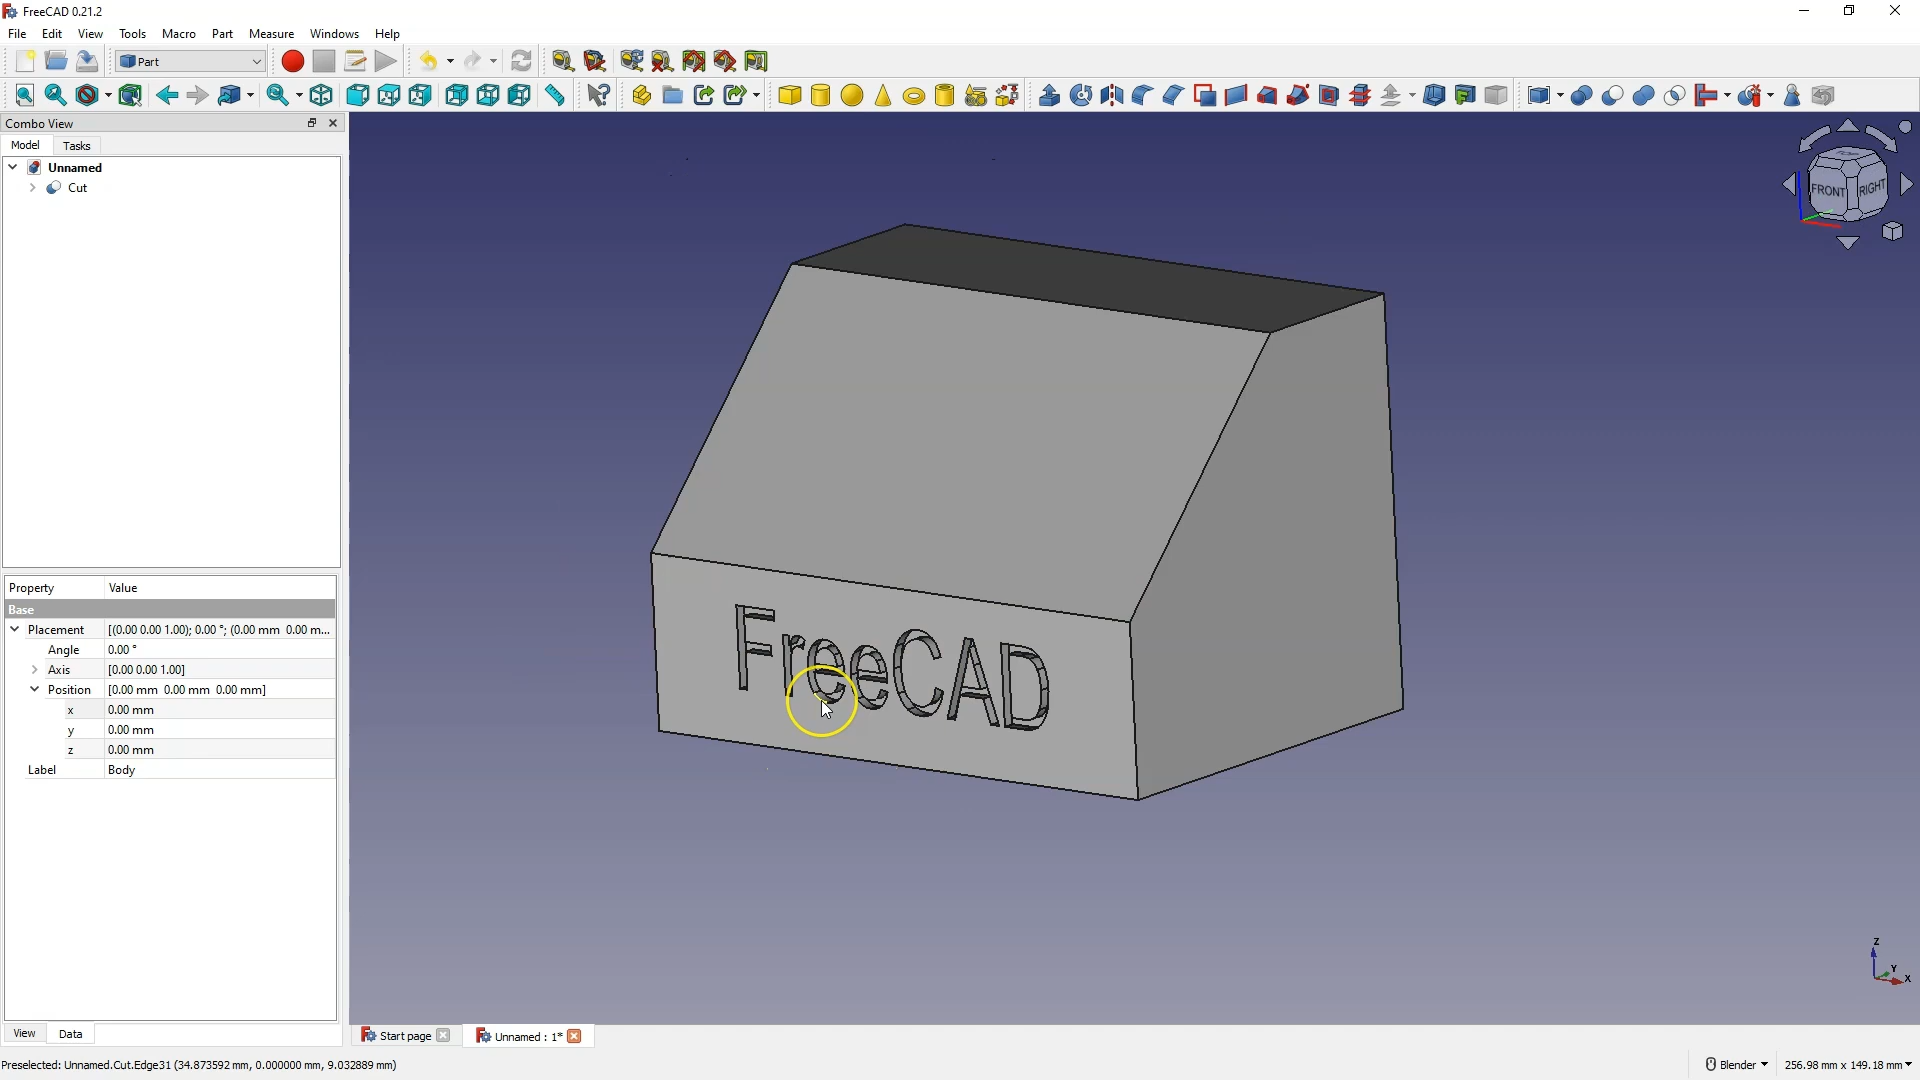 FreeCAD 0.21.2
File Edit View Tools Macro Part Measure Windows Help
Part
Combo View
Model Tasks
Unnamed
Cut
TOP
FRONT RIGHT
FreeCAD
Property Value
Base
Placement [(0.00 0.00 1.00); 0.00 °; (0.00 mm 0.00 m...
Angle 0.00 °
Axis [0.00 0.00 1.00]
Position [0.00 mm 0.00 mm 0.00 mm]
x 0.00 mm
y 0.00 mm
z 0.00 mm
Label Body
Z
Y
X
View Data
Start page Unnamed : 1*
Preselected: Unnamed.Cut.Edge31 (34.873592 mm, 0.000000 mm, 9.032889 mm)
Blender 256.98 mm x 149.18 mm